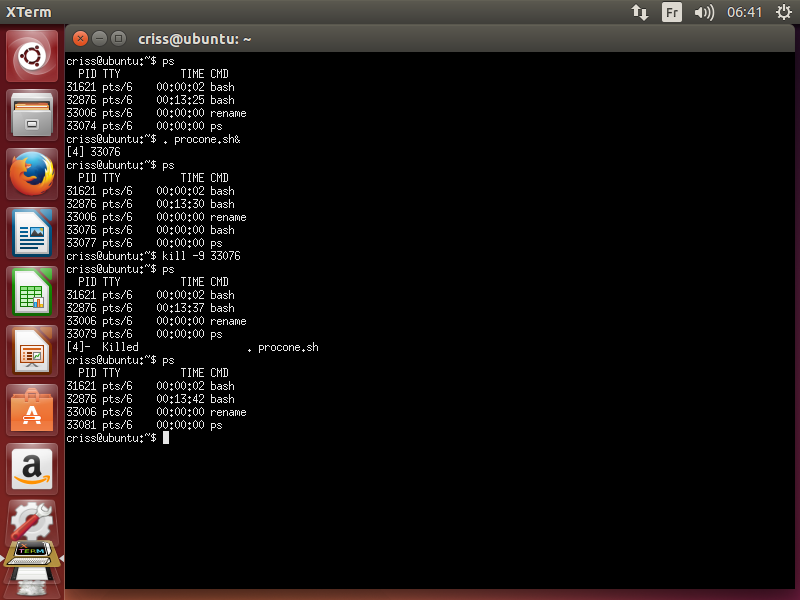 XTerm
Fr
06:41
criss@ubuntu: ~
criss@ubuntu:~$ ps
  PID TTY          TIME CMD
31621 pts/6    00:00:02 bash
32876 pts/6    00:13:25 bash
33006 pts/6    00:00:00 rename
33074 pts/6    00:00:00 ps
criss@ubuntu:~$ . procone.sh&
[4] 33076
criss@ubuntu:~$ ps
  PID TTY          TIME CMD
31621 pts/6    00:00:02 bash
32876 pts/6    00:13:30 bash
33006 pts/6    00:00:00 rename
33076 pts/6    00:00:00 bash
33077 pts/6    00:00:00 ps
criss@ubuntu:~$ kill -9 33076
criss@ubuntu:~$ ps
  PID TTY          TIME CMD
31621 pts/6    00:00:02 bash
32876 pts/6    00:13:37 bash
33006 pts/6    00:00:00 rename
33079 pts/6    00:00:00 ps
[4]-  Killed                  . procone.sh
criss@ubuntu:~$ ps
  PID TTY          TIME CMD
31621 pts/6    00:00:02 bash
32876 pts/6    00:13:42 bash
33006 pts/6    00:00:00 rename
33081 pts/6    00:00:00 ps
criss@ubuntu:~$
A
a
X
TERM